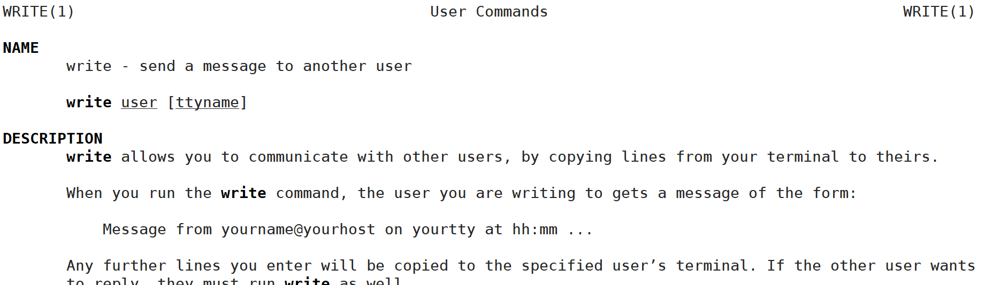 WRITE(1) User Commands WRITE(1)
NAME
write - send a message to another user
write user [ttyname]
DESCRIPTION
write allows you to communicate with other users, by copying lines from your terminal to theirs.
When you run the write command, the user you are writing to gets a message of the form:
Message from yourname@yourhost on yourtty at hh:mm ...
Any further lines you enter will be copied to the specified user’s terminal. If the other user wants
to reply, they must run write as well